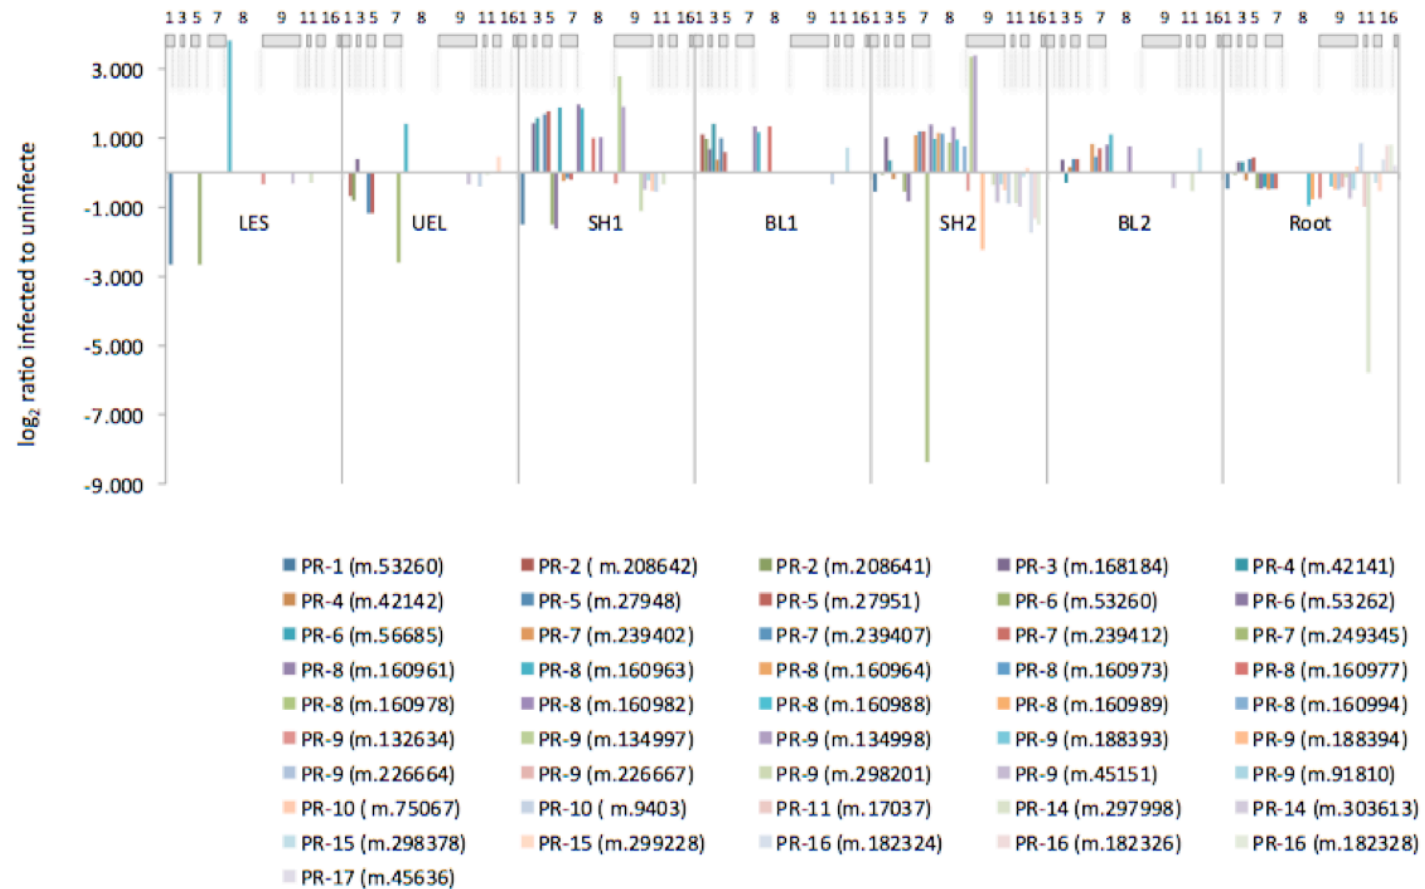 1 3 5 7 8 9 11 16 1 3 5 7 8 9 11 16 1 3 5 7 8 9 11 16 1 3 5 7 8 9 11 16 1 3 5 7 8 9 11 16 1 3 5 7 8 9 11 16 1 3 5 7 8 9 11 16
3.000
1.000
-1.000
-3.000
-5.000
-7.000
-9.000
log2 ratio infected to uninfecte
LES UEL SH1 BL1 SH2 BL2 Root
PR-1 (m.53260) PR-2 ( m.208642) PR-2 (m.208641) PR-3 (m.168184) PR-4 (m.42141)
PR-4 (m.42142) PR-5 (m.27948) PR-5 (m.27951) PR-6 (m.53260) PR-6 (m.53262)
PR-6 (m.56685) PR-7 (m.239402) PR-7 (m.239407) PR-7 (m.239412) PR-7 (m.249345)
PR-8 (m.160961) PR-8 (m.160963) PR-8 (m.160964) PR-8 (m.160973) PR-8 (m.160977)
PR-8 (m.160978) PR-8 (m.160982) PR-8 (m.160988) PR-8 (m.160989) PR-8 (m.160994)
PR-9 (m.132634) PR-9 (m.134997) PR-9 (m.134998) PR-9 (m.188393) PR-9 (m.188394)
PR-9 (m.226664) PR-9 (m.226667) PR-9 (m.298201) PR-9 (m.45151) PR-9 (m.91810)
PR-10 ( m.75067) PR-10 ( m.9403) PR-11 (m.17037) PR-14 (m.297998) PR-14 (m.303613)
PR-15 (m.298378) PR-15 (m.299228) PR-16 (m.182324) PR-16 (m.182326) PR-16 (m.182328)
PR-17 (m.45636)